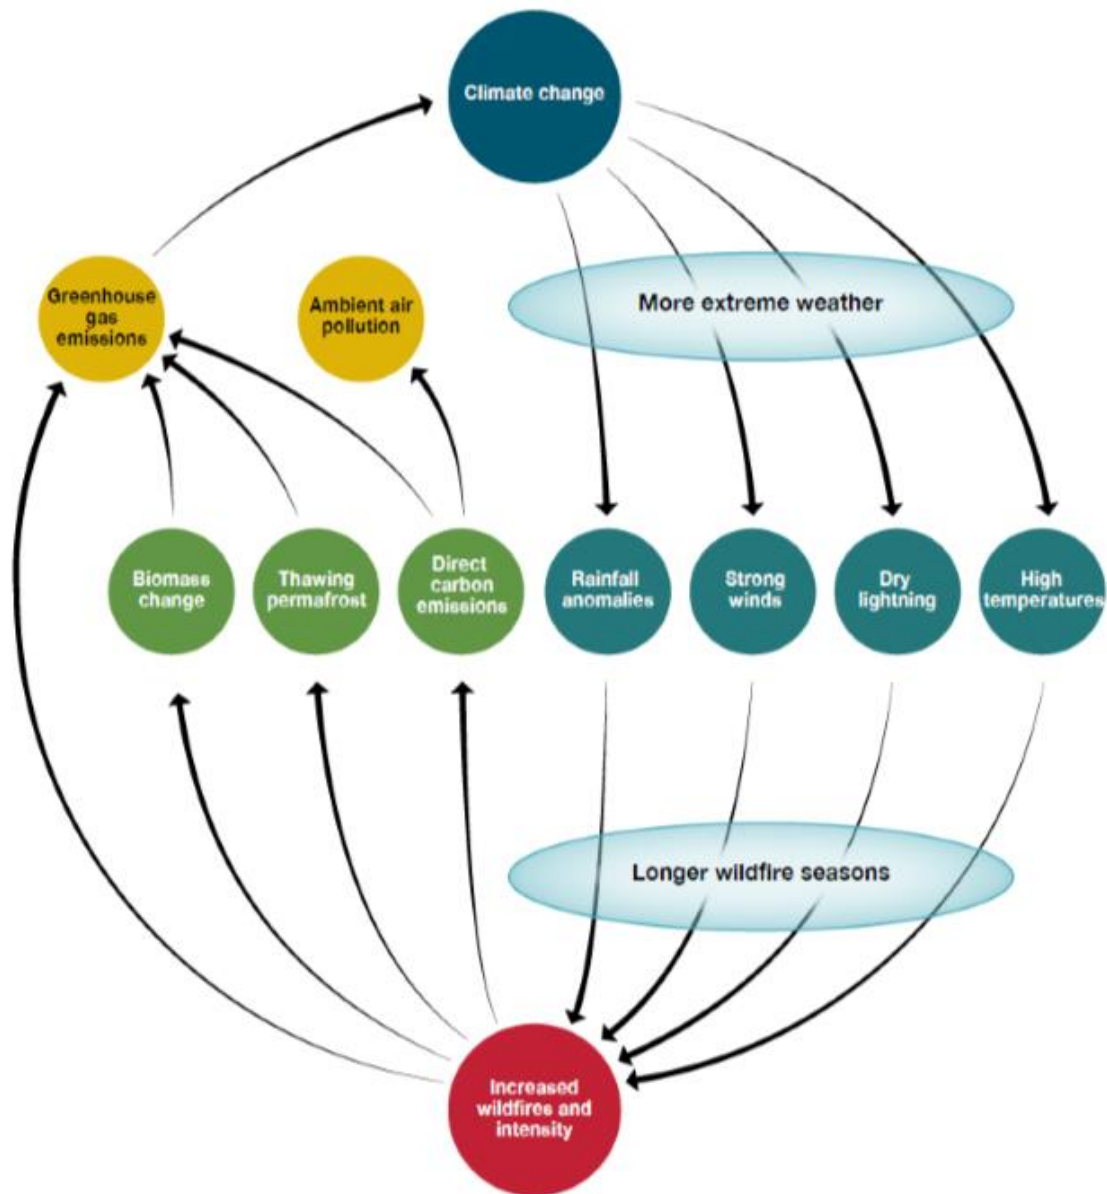 Climate change
Greenhouse
gas
emissions
Ambient air
pollution
More extreme weather
Biomass
change
Thawing
permafrost
Direct
carbon
emissions
Rainfall
anomalies
Strong
winds
Dry
lightning
High
temperatures
Longer wildfire seasons
Increased
wildfires and
intensity